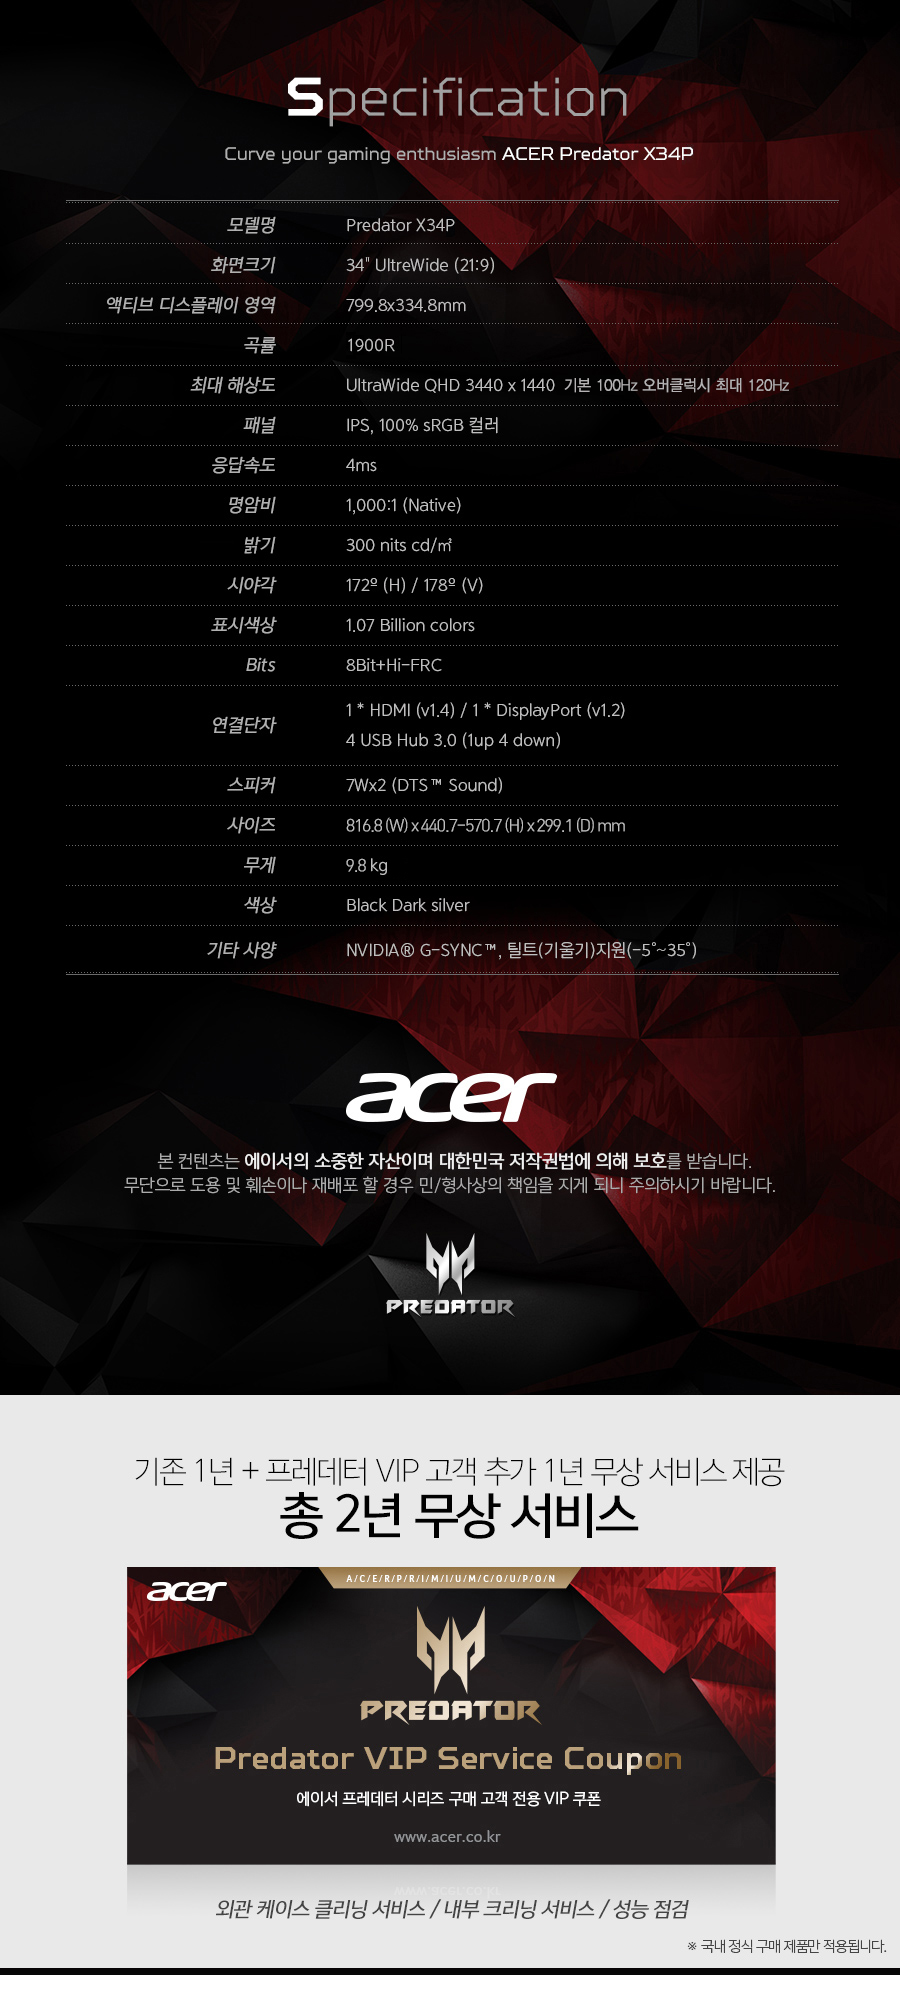 Specification
Curve your gaming enthusiasm ACER Predator X34P
모델명 Predator X34P
화면크기 34" UltreWide (21:9)
액티브 디스플레이 영역 799.8x334.8mm
곡률 1900R
최대 해상도 UltraWide QHD 3440 x 1440 기본 100Hz 오버클럭시 최대 120Hz
패널 IPS, 100% sRGB 컬러
응답속도 4ms
명암비 1,000:1 (Native)
밝기 300 nits cd/㎡
시야각 172º (H) / 178º (V)
표시색상 1.07 Billion colors
Bits 8Bit+Hi-FRC
연결단자 1 * HDMI (v1.4) / 1 * DisplayPort (v1.2)
4 USB Hub 3.0 (1up 4 down)
스피커 7Wx2 (DTS™ Sound)
사이즈 816.8 (W) x 440.7-570.7 (H) x 299.1 (D) mm
무게 9.8 kg
색상 Black Dark silver
기타 사양 NVIDIA® G-SYNC™, 틸트(기울기)지원(-5˚~35˚)
acer
본 컨텐츠는 에이서의 소중한 자산이며 대한민국 저작권법에 의해 보호를 받습니다.
무단으로 도용 및 훼손이나 재배포 할 경우 민/형사상의 책임을 지게 되니 주의하시기 바랍니다.
PREDATOR
기존 1년 + 프레데터 VIP 고객 추가 1년 무상 서비스 제공
총 2년 무상 서비스
acer
A/C/E/R/P/R/I/M/I/U/M/C/O/U/P/O/N
PREDATOR
Predator VIP Service Coupon
에이서 프레데터 시리즈 구매 고객 전용 VIP 쿠폰
www.acer.co.kr
외관 케이스 클리닝 서비스 / 내부 크리닝 서비스 / 성능 점검
※ 국내 정식 구매 제품만 적용됩니다.